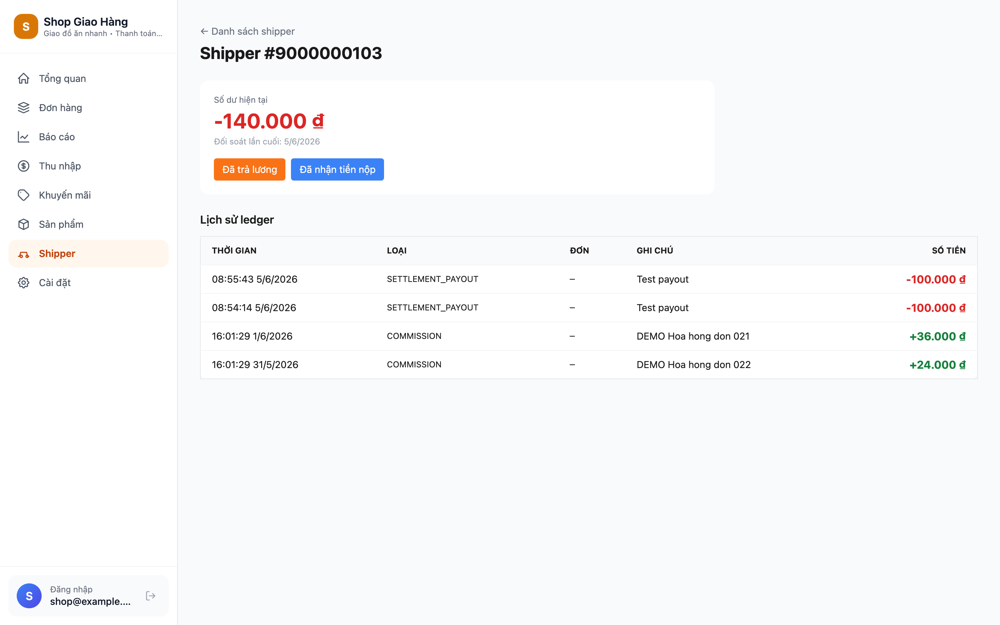 S
Shop Giao Hàng
Giao đồ ăn nhanh • Thanh toán...
Tổng quan
Đơn hàng
Báo cáo
Thu nhập
Khuyến mãi
Sản phẩm
Shipper
Cài đặt
S
Đăng nhập
shop@example....
← Danh sách shipper
Shipper #9000000103
Số dư hiện tại
-140.000 ₫
Đối soát lần cuối: 5/6/2026
Đã trả lương
Đã nhận tiền nộp
Lịch sử ledger
THỜI GIAN LOẠI ĐƠN GHI CHÚ SỐ TIỀN
08:55:43 5/6/2026 SETTLEMENT_PAYOUT — Test payout -100.000 ₫
08:54:14 5/6/2026 SETTLEMENT_PAYOUT — Test payout -100.000 ₫
16:01:29 1/6/2026 COMMISSION — DEMO Hoa hong don 021 +36.000 ₫
16:01:29 31/5/2026 COMMISSION — DEMO Hoa hong don 022 +24.000 ₫